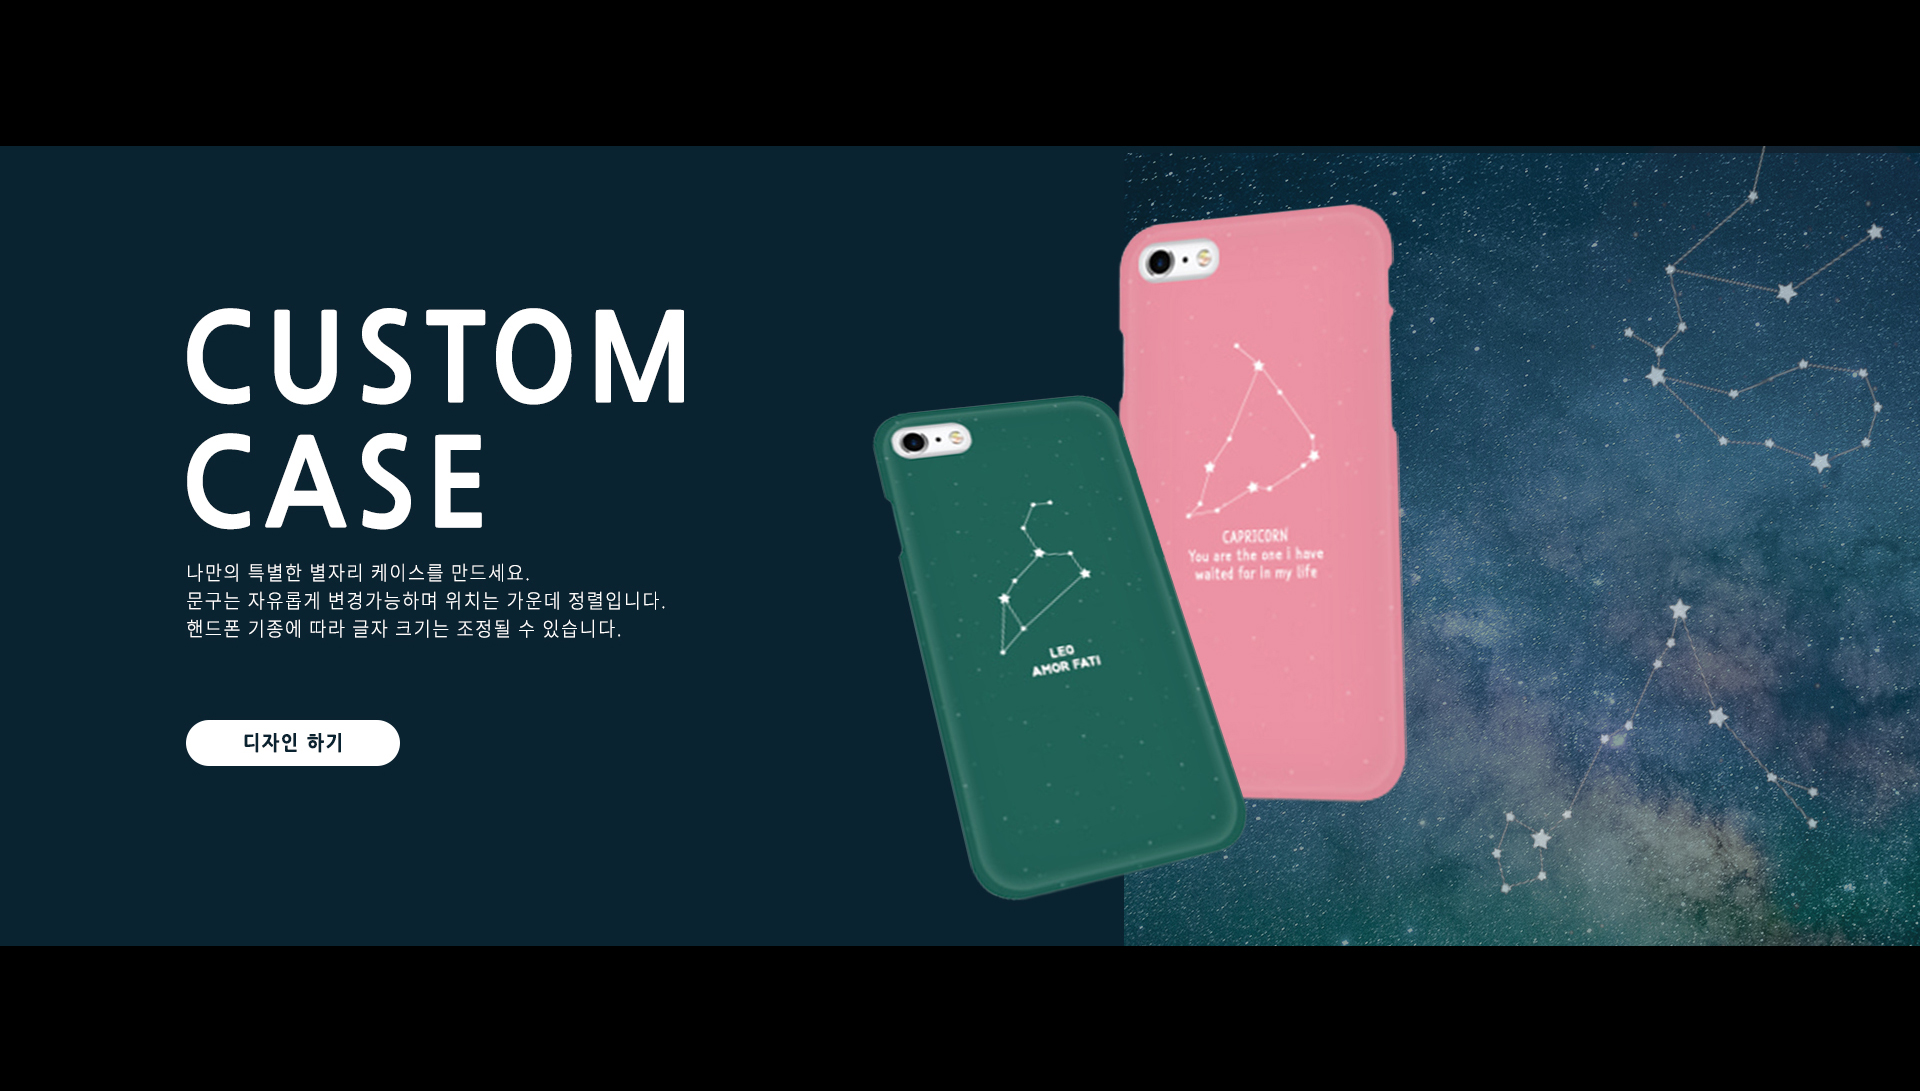 CUSTOM
CASE
나만의 특별한 별자리 케이스를 만드세요.
문구는 자유롭게 변경가능하며 위치는 가운데 정렬입니다.
핸드폰 기종에 따라 글자 크기는 조정될 수 있습니다.
디자인 하기
LEO
AMOR FATI
CAPRICORN
You are the one i have
waited for in my life